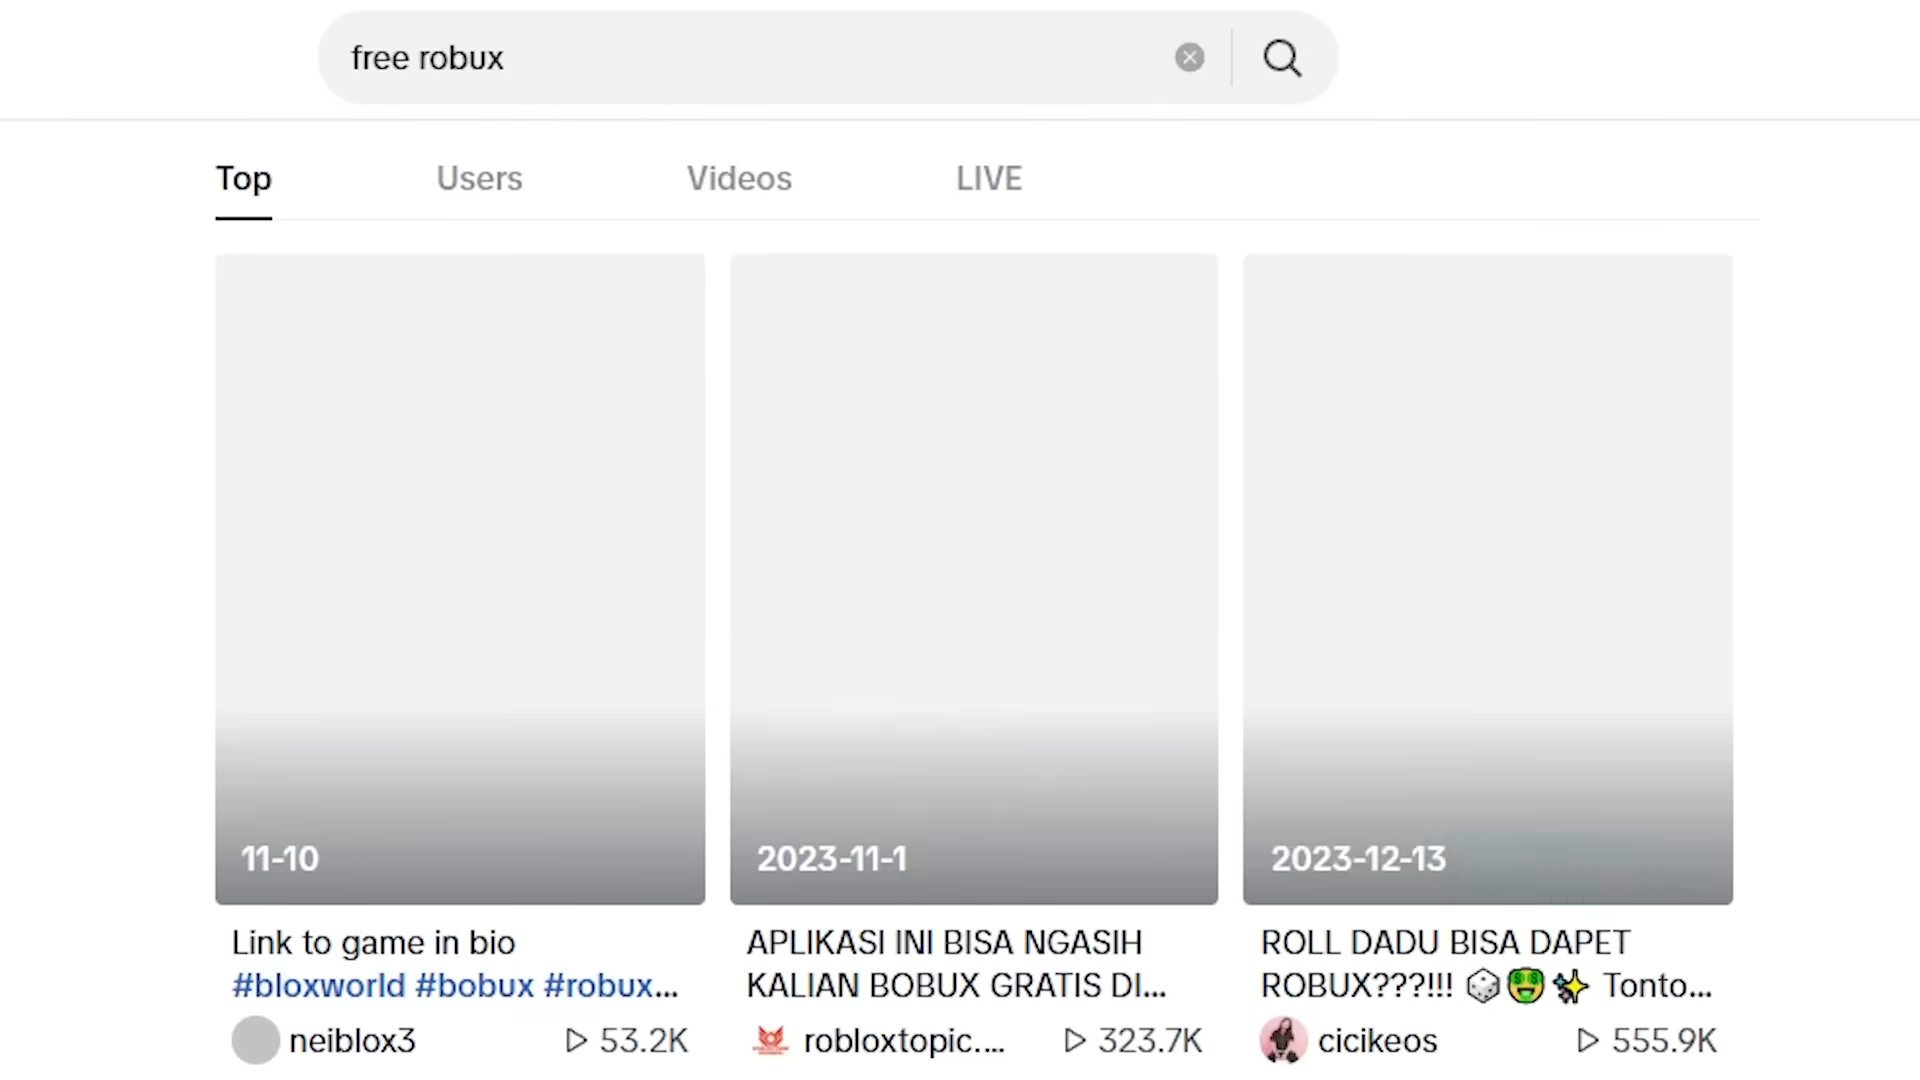 free robux
Top Users Videos LIVE
11-10
2023-11-1
2023-12-13
Link to game in bio
#bloxworld #bobux #robux...
neiblox3 53.2K
APLIKASI INI BISA NGASIH
KALIAN BOBUX GRATIS DI...
robloxtopic.... 323.7K
ROLL DADU BISA DAPET
ROBUX???!!! 🎲🤑✨ Tonto...
cicikeos 555.9K